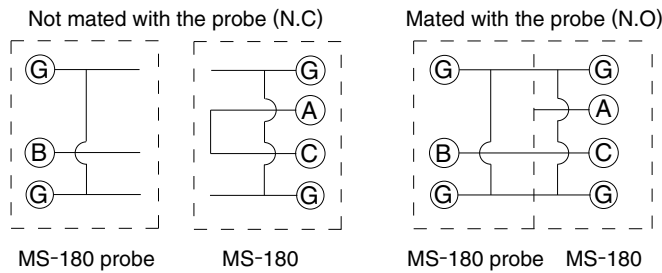 Not mated with the probe (N.C) Mated with the probe (N.O)
G G G G
A A
B C B C
G G G G
MS-180 probe MS-180 MS-180 probe MS-180